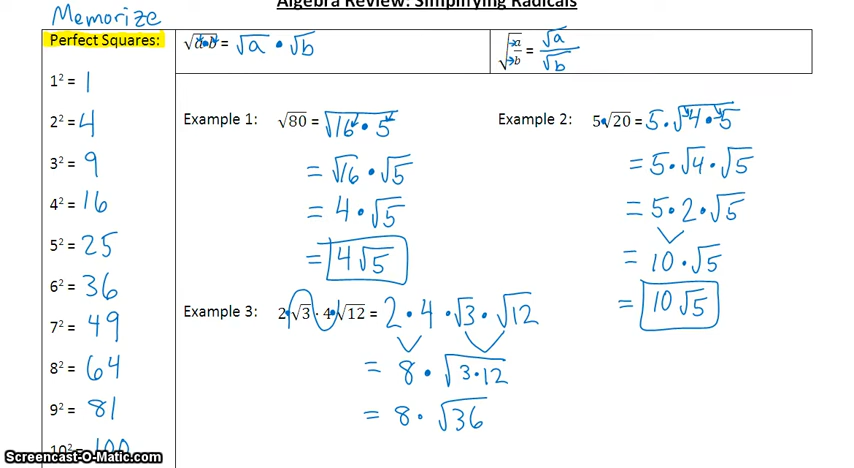 Algebra Review: Simplifying Radicals
Memorize
Perfect Squares:
√(a·b) = √a · √b
√(a/b) = √a/√b
1² = 1
2² = 4
3² = 9
4² = 16
5² = 25
6² = 36
7² = 49
8² = 64
9² = 81
10² = 100
Example 1: √80 = √(16 · 5)
= √16 · √5
= 4 · √5
= 4√5
Example 2: 5√20 = 5 · √(4 · 5)
= 5 · √4 · √5
= 5 · 2 · √5
= 10 · √5
= 10√5
Example 3: 2√3 · 4√12 = 2 · 4 · √3 · √12
= 8 · √(3 · 12)
= 8 · √36
Screencast-O-Matic.com